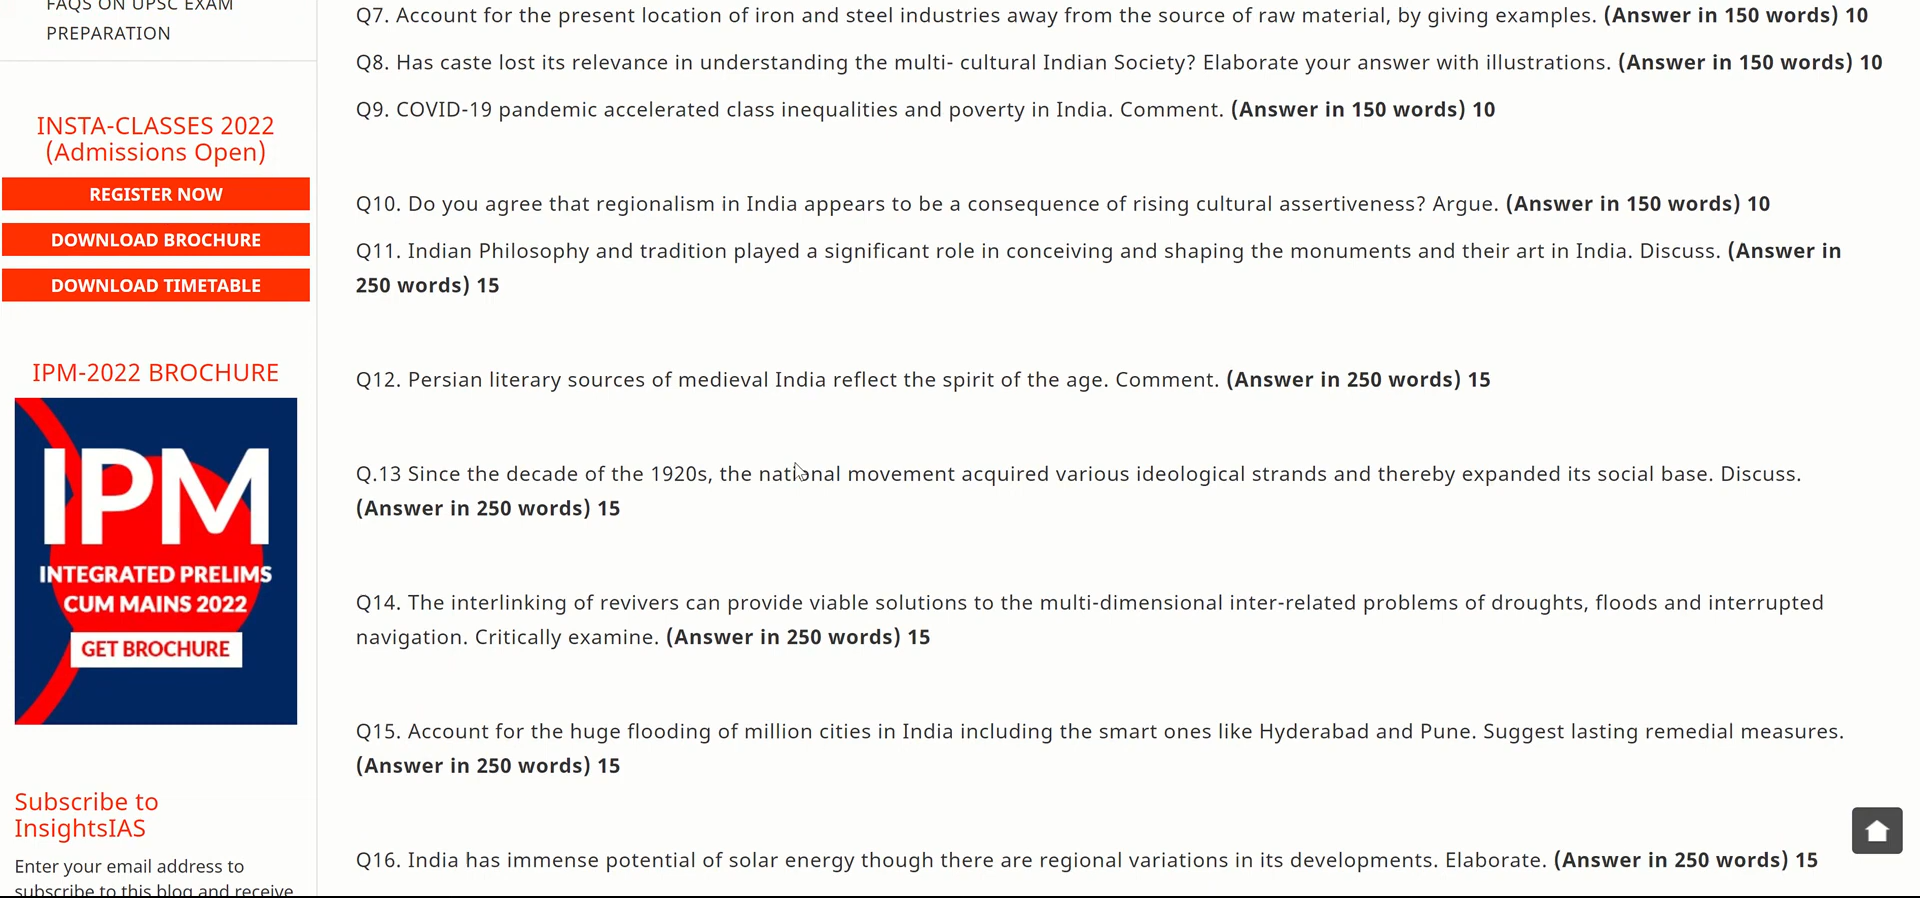 FAQS ON UPSC EXAM
PREPARATION
INSTA-CLASSES 2022
(Admissions Open)
REGISTER NOW
DOWNLOAD BROCHURE
DOWNLOAD TIMETABLE
IPM-2022 BROCHURE
IPM
INTEGRATED PRELIMS
CUM MAINS 2022
GET BROCHURE
Subscribe to
InsightsIAS
Enter your email address to
subscribe to this blog and receive
Q7. Account for the present location of iron and steel industries away from the source of raw material, by giving examples. (Answer in 150 words) 10
Q8. Has caste lost its relevance in understanding the multi- cultural Indian Society? Elaborate your answer with illustrations. (Answer in 150 words) 10
Q9. COVID-19 pandemic accelerated class inequalities and poverty in India. Comment. (Answer in 150 words) 10
Q10. Do you agree that regionalism in India appears to be a consequence of rising cultural assertiveness? Argue. (Answer in 150 words) 10
Q11. Indian Philosophy and tradition played a significant role in conceiving and shaping the monuments and their art in India. Discuss. (Answer in
250 words) 15
Q12. Persian literary sources of medieval India reflect the spirit of the age. Comment. (Answer in 250 words) 15
Q.13 Since the decade of the 1920s, the national movement acquired various ideological strands and thereby expanded its social base. Discuss.
(Answer in 250 words) 15
Q14. The interlinking of revivers can provide viable solutions to the multi-dimensional inter-related problems of droughts, floods and interrupted
navigation. Critically examine. (Answer in 250 words) 15
Q15. Account for the huge flooding of million cities in India including the smart ones like Hyderabad and Pune. Suggest lasting remedial measures.
(Answer in 250 words) 15
Q16. India has immense potential of solar energy though there are regional variations in its developments. Elaborate. (Answer in 250 words) 15